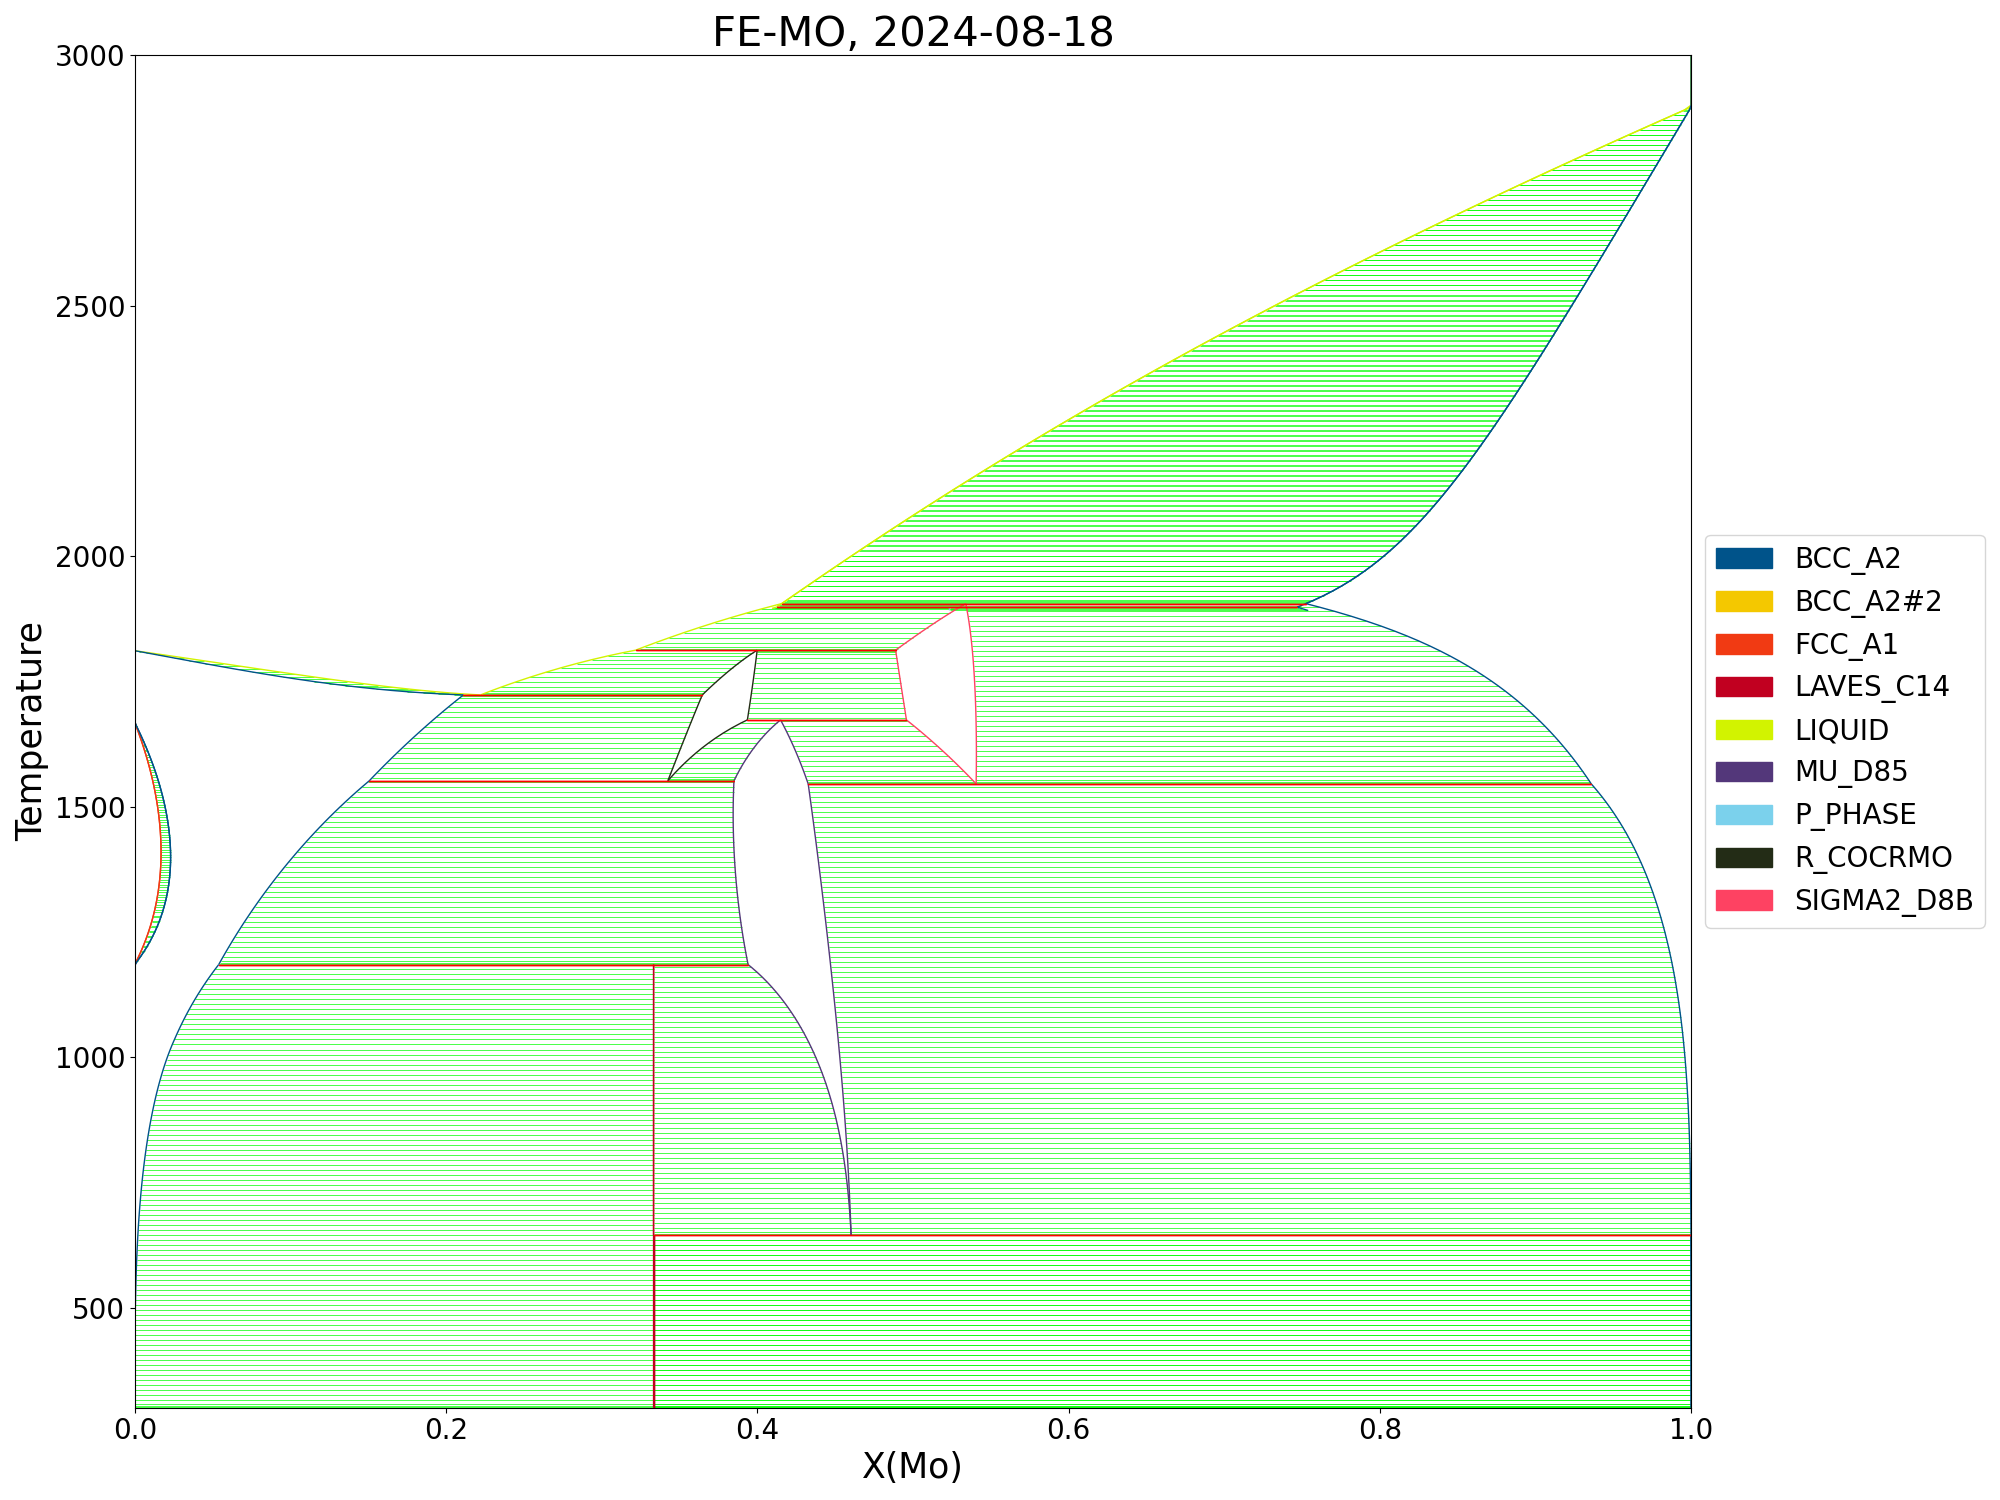 FE-MO, 2024-08-18
3000
2500
2000
1500
1000
500
Temperature
0.0 0.2 0.4 0.6 0.8 1.0
X(Mo)
BCC_A2
BCC_A2#2
FCC_A1
LAVES_C14
LIQUID
MU_D85
P_PHASE
R_COCRMO
SIGMA2_D8B